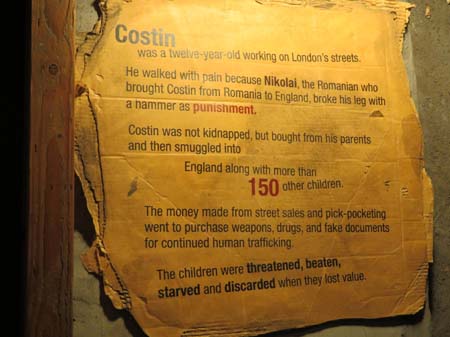 Costin
was a twelve-year-old working on London's streets.
He walked with pain because Nikolai, the Romanian who
brought Costin from Romania to England, broke his leg with
a hammer as punishment.
Costin was not kidnapped, but bought from his parents
and then smuggled into
England along with more than
150 other children.
The money made from street sales and pick-pocketing
went to purchase weapons, drugs, and fake documents
for continued human trafficking.
The children were threatened, beaten,
starved and discarded when they lost value.